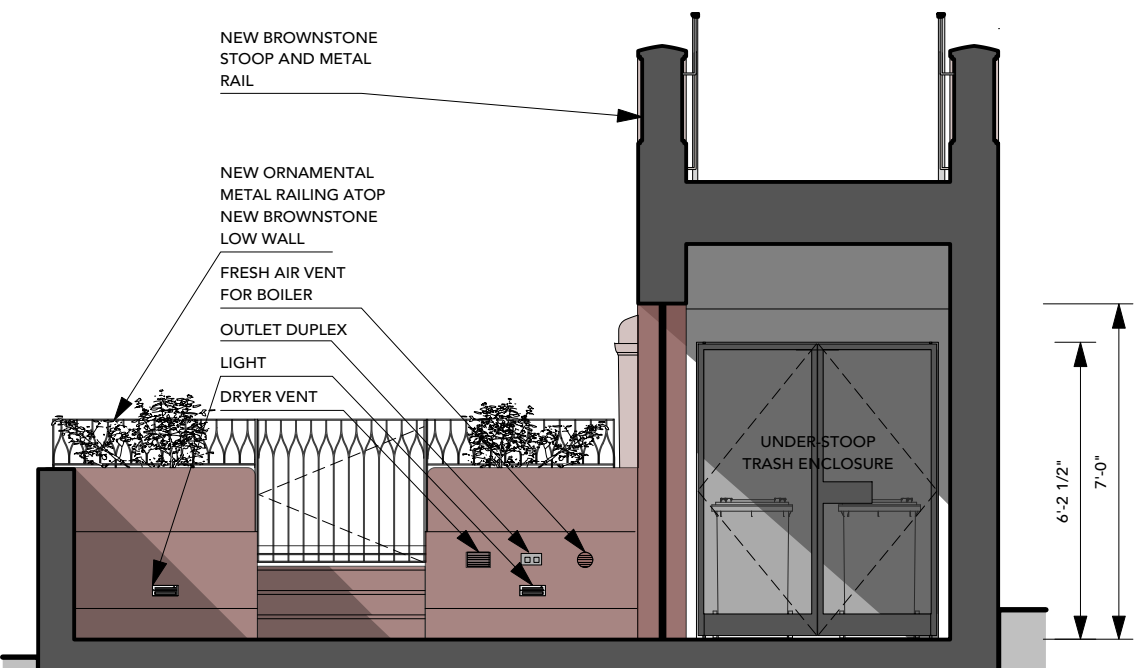 NEW BROWNSTONE
STOOP AND METAL
RAIL
NEW ORNAMENTAL
METAL RAILING ATOP
NEW BROWNSTONE
LOW WALL
FRESH AIR VENT
FOR BOILER
OUTLET DUPLEX
LIGHT
DRYER VENT
UNDER-STOOP
TRASH ENCLOSURE
6'-2 1/2"
7'-0"